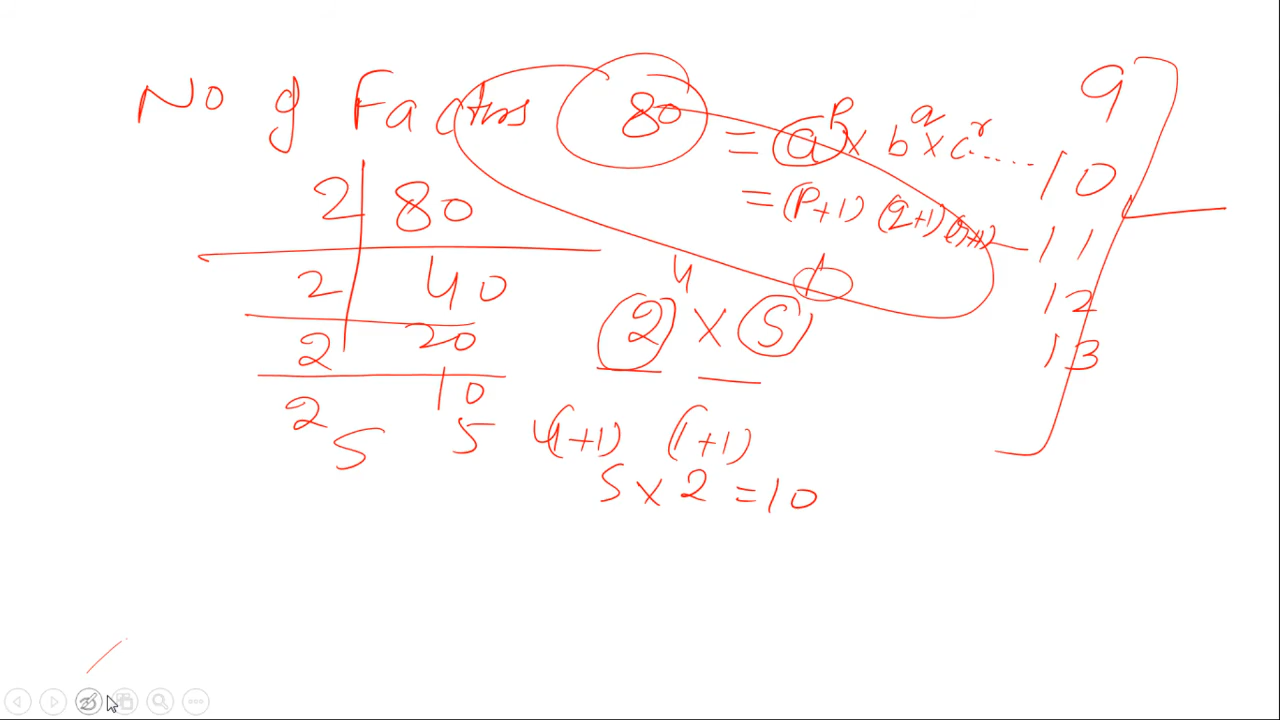 No of Factors 80 = a^p × b^q × c^r .....
= (p+1) (q+1) (r+1)
2 | 80
2 | 40
2 | 20
2 10
5 5
2^4 × 5^1
(4+1) (1+1)
5 × 2 = 10
9
10
11
12
13